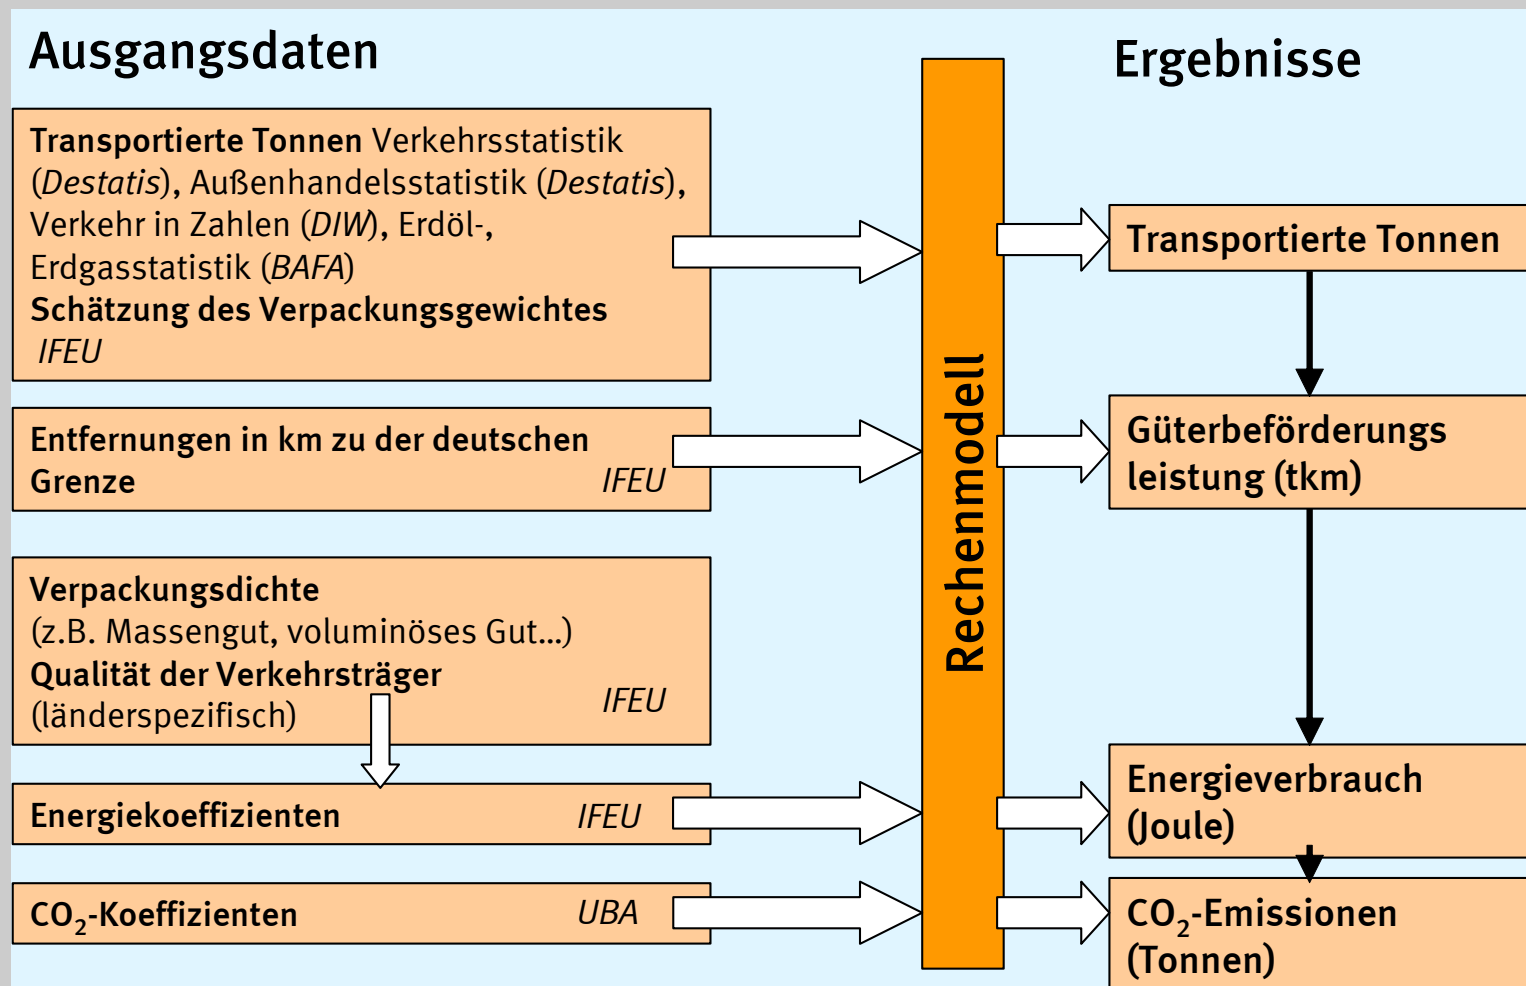 Ausgangsdaten
Transportierte Tonnen Verkehrsstatistik
(Destatis), Außenhandelsstatistik (Destatis),
Verkehr in Zahlen (DIW), Erdöl-,
Erdgasstatistik (BAFA)
Schätzung des Verpackungsgewichtes
IFEU
Entfernungen in km zu der deutschen
Grenze IFEU
Verpackungsdichte
(z.B. Massengut, voluminöses Gut...)
Qualität der Verkehrsträger
(länderspezifisch) IFEU
Energiekoeffizienten IFEU
CO₂-Koeffizienten UBA
Rechenmodell
Ergebnisse
Transportierte Tonnen
Güterbeförderungs
leistung (tkm)
Energieverbrauch
(Joule)
CO₂-Emissionen
(Tonnen)